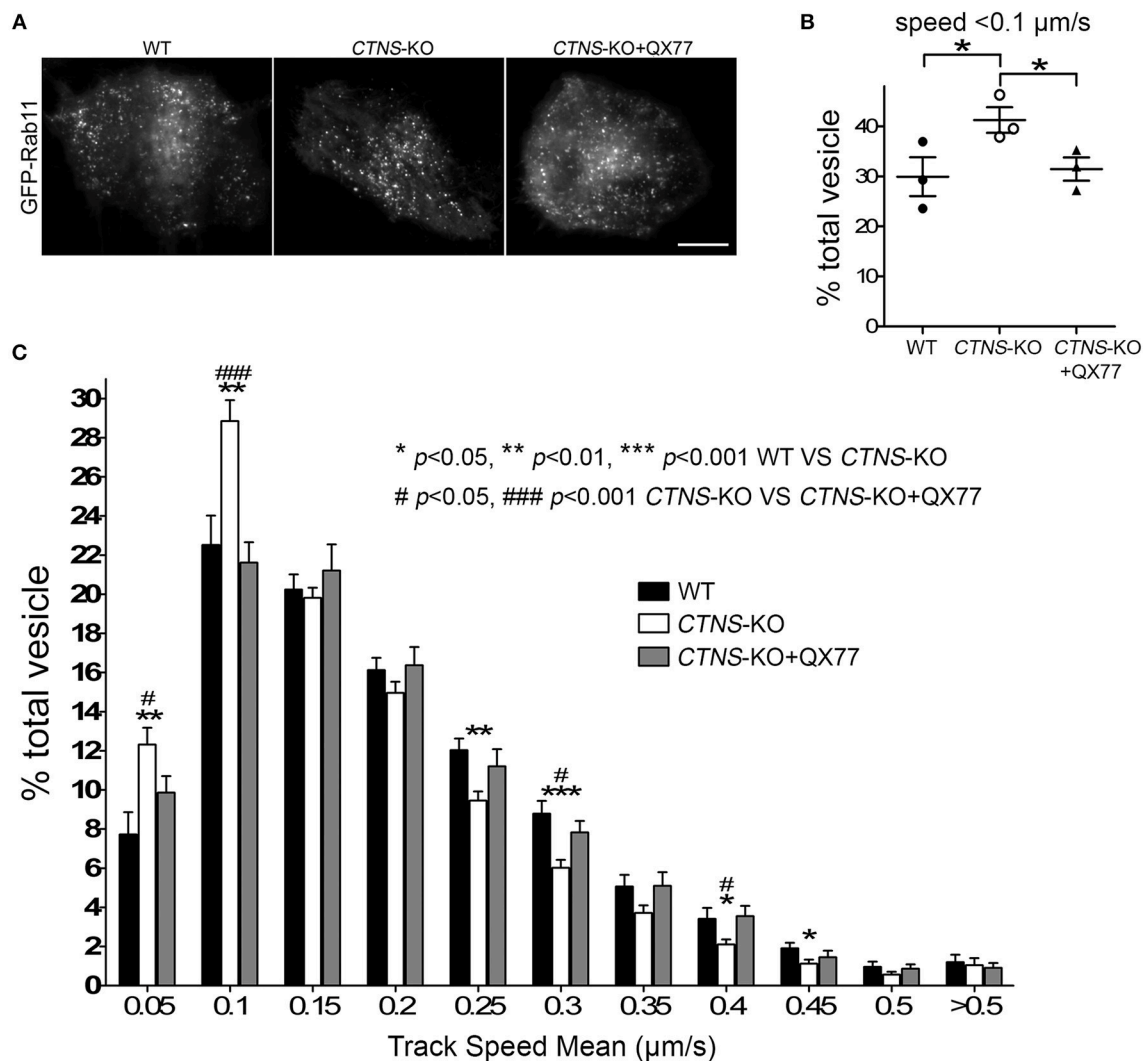 A
WT
CTNS-KO
CTNS-KO+QX77
GFP-Rab11
B
speed <0.1 µm/s
*
*
% total vesicle
40
30
20
10
0
WT
CTNS-KO
CTNS-KO
+QX77
C
###
**
* p<0.05, ** p<0.01, *** p<0.001 WT VS CTNS-KO
# p<0.05, ### p<0.001 CTNS-KO VS CTNS-KO+QX77
WT
CTNS-KO
CTNS-KO+QX77
#
**
**
#
***
#
*
*
% total vesicle
30
28
26
24
22
20
18
16
14
12
10
8
6
4
2
0
0.05 0.1 0.15 0.2 0.25 0.3 0.35 0.4 0.45 0.5 >0.5
Track Speed Mean (µm/s)